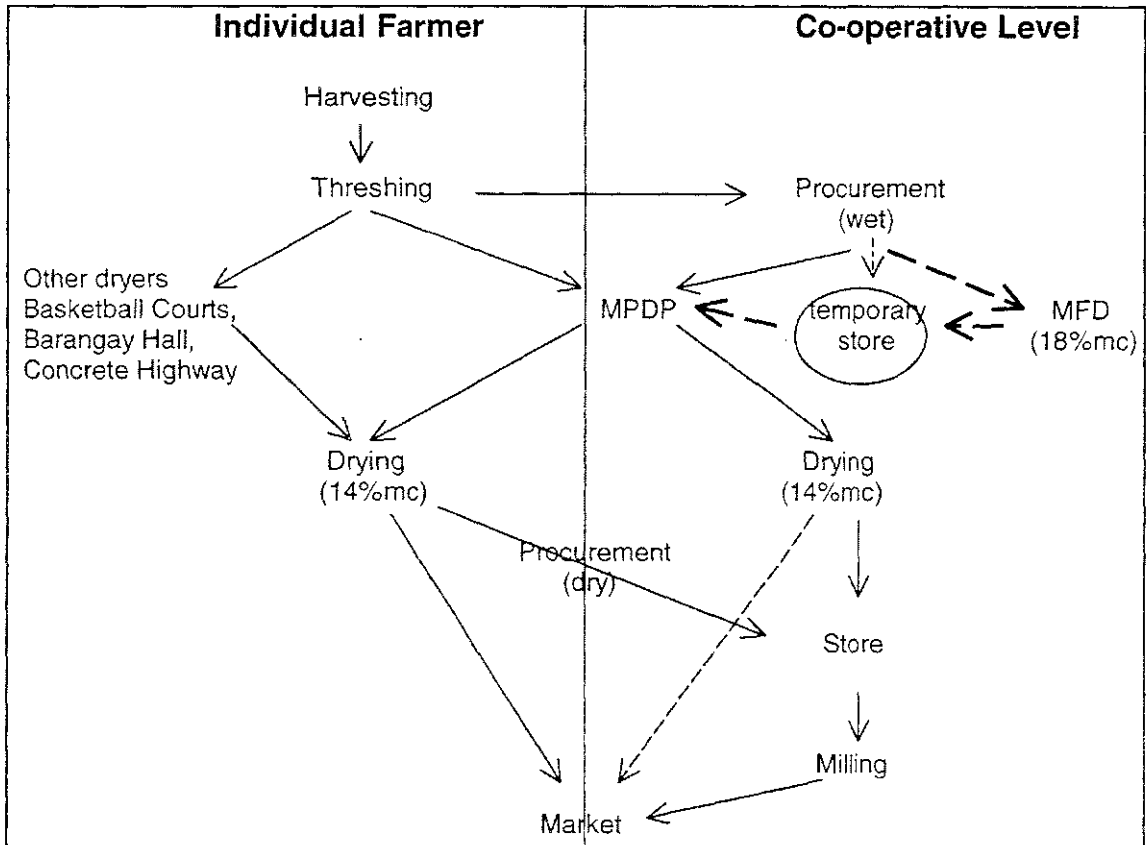 Individual Farmer
Co-operative Level
Harvesting
Threshing
Procurement
(wet)
Other dryers
Basketball Courts,
Barangay Hall,
Concrete Highway
MPDP
temporary
store
MFD
(18%mc)
Drying
(14%mc)
Drying
(14%mc)
Procurement
(dry)
Store
Milling
Market